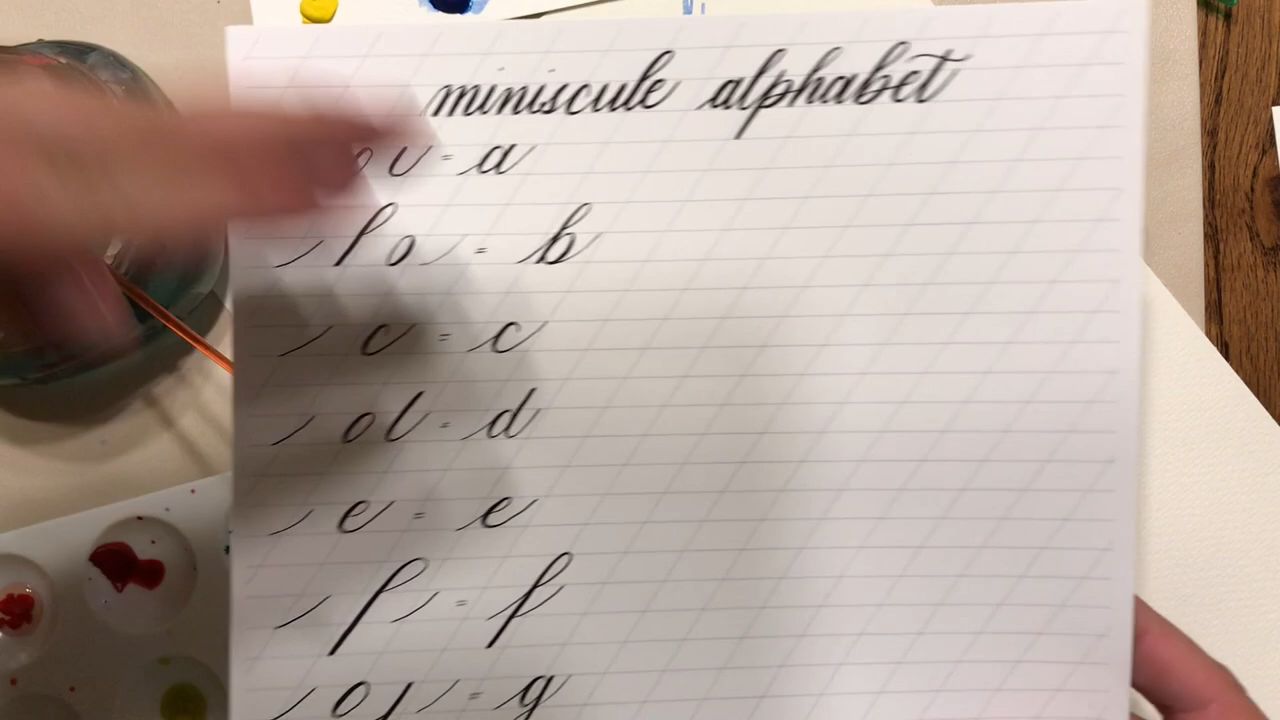 miniscule alphabet
o ι = a
l o = b
c = c
o l = d
e = e
f = f
o j = g